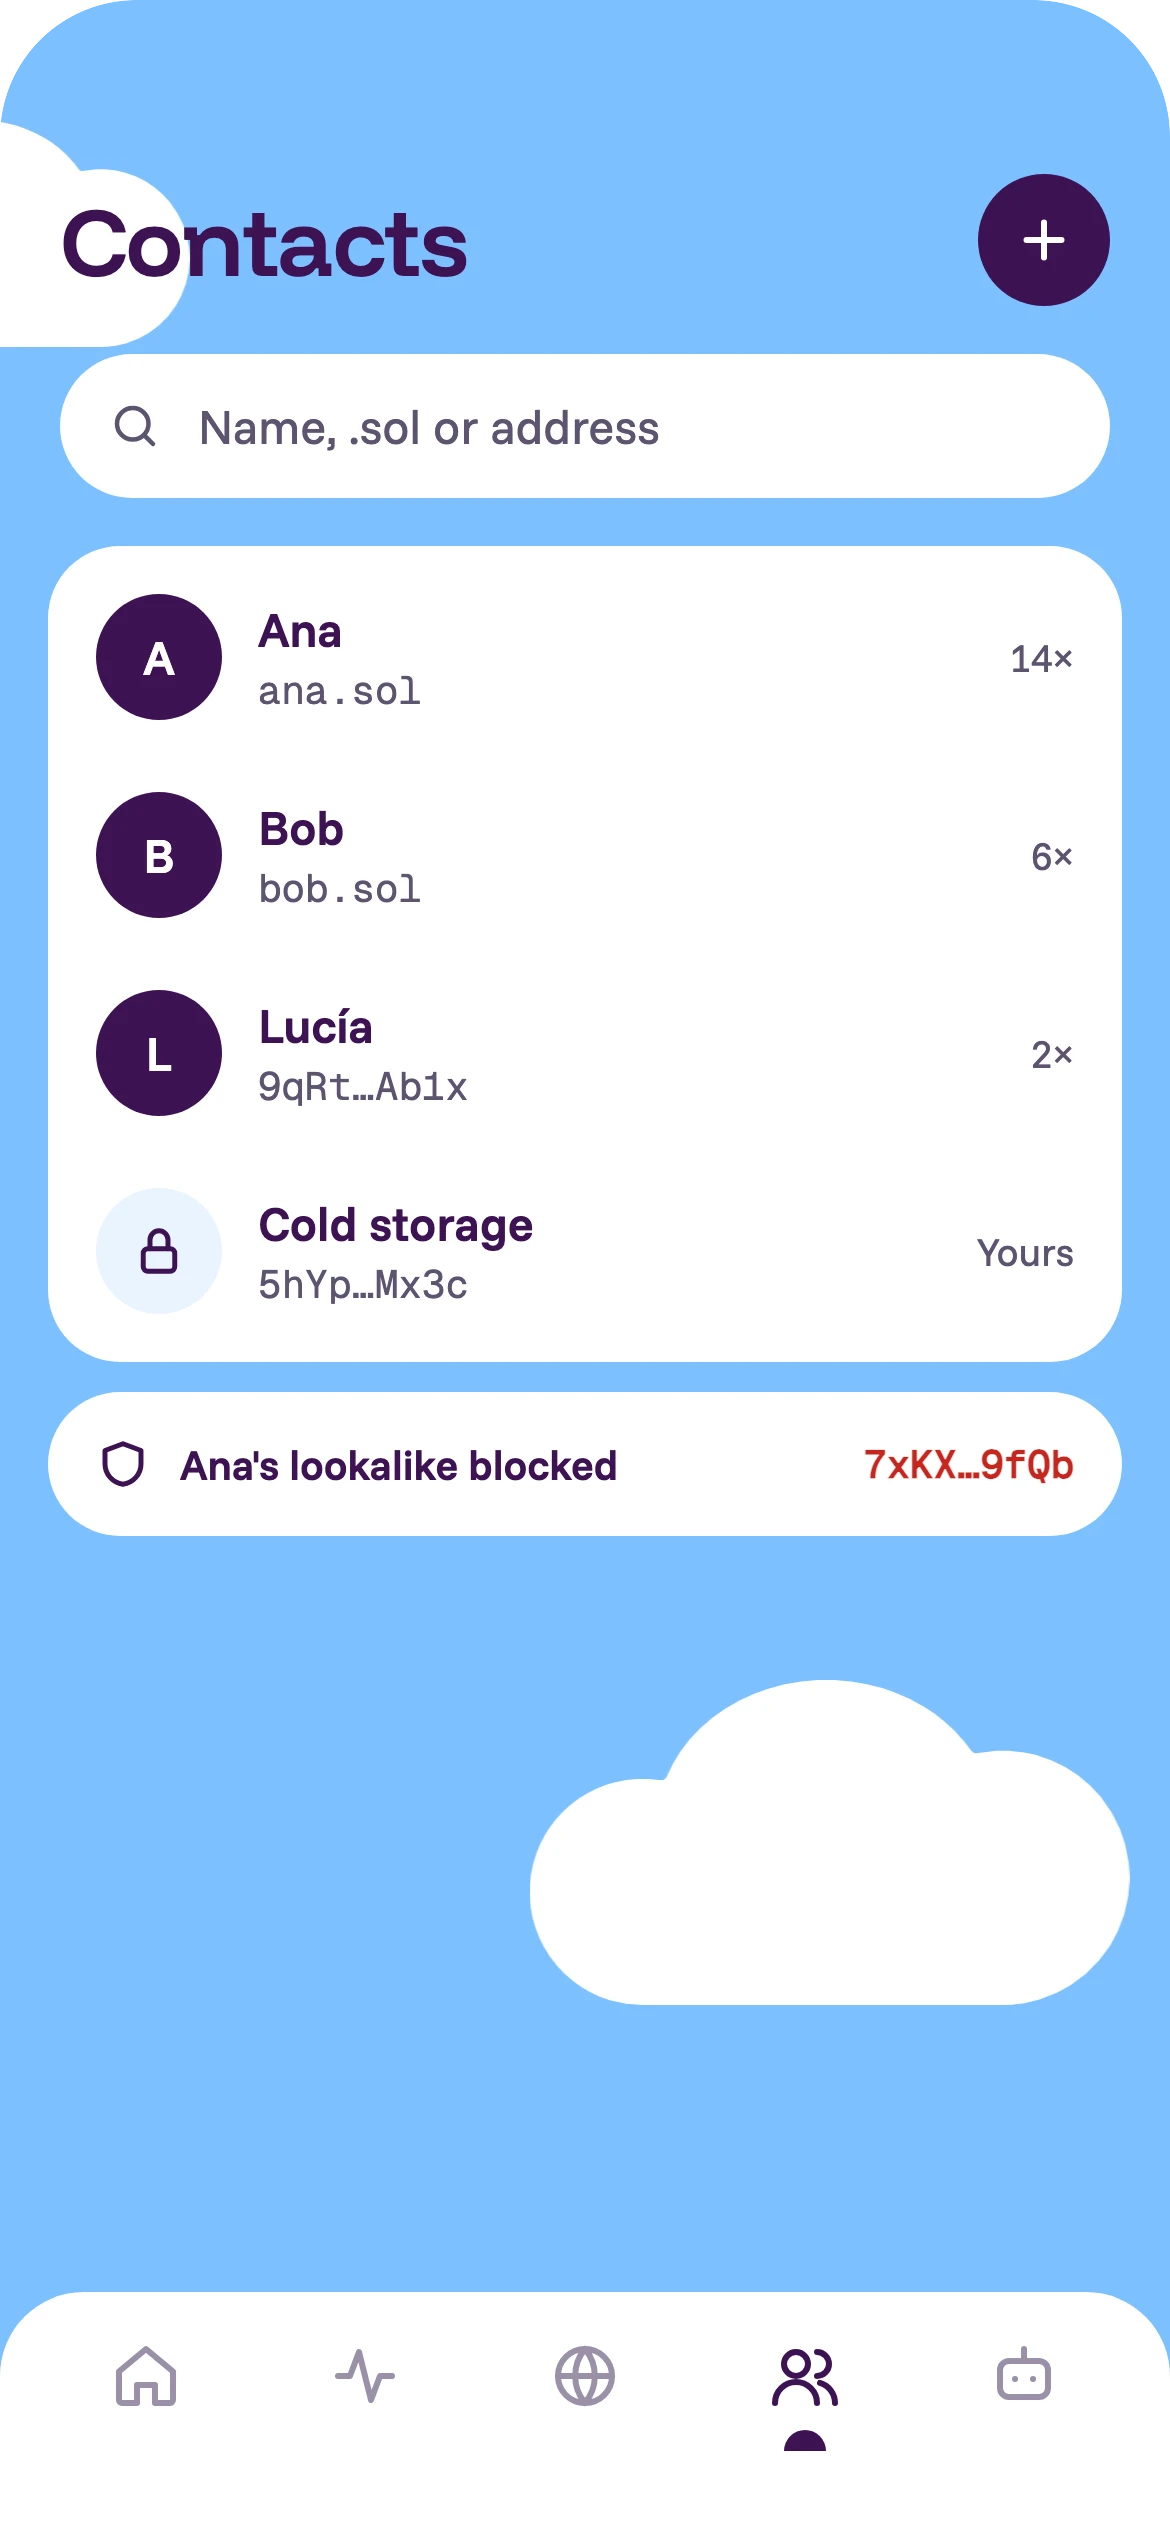 Contacts
Name, .sol or address
A
Ana
ana.sol
14×
B
Bob
bob.sol
6×
L
Lucía
9qRt…Ab1x
2×
Cold storage
5hYp…Mx3c
Yours
Ana's lookalike blocked
7xKX…9fQb